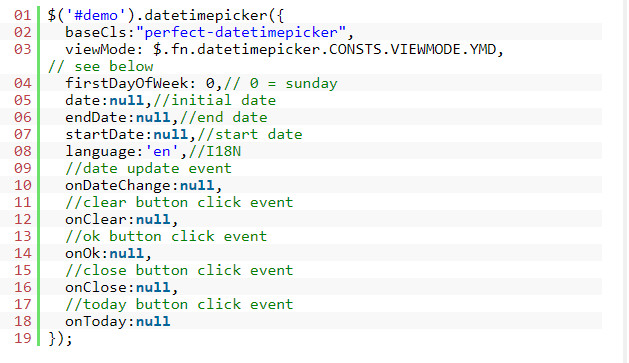 01 $('#demo').datetimepicker({
02 baseCls:"perfect-datetimepicker",
03 viewMode: $.fn.datetimepicker.CONSTS.VIEWMODE.YMD,
// see below
04 firstDayOfWeek: 0,// 0 = sunday
05 date:null,//initial date
06 endDate:null,//end date
07 startDate:null,//start date
08 language:'en',//I18N
09 //date update event
10 onDateChange:null,
11 //clear button click event
12 onClear:null,
13 //ok button click event
14 onOk:null,
15 //close button click event
16 onClose:null,
17 //today button click event
18 onToday:null
19 });